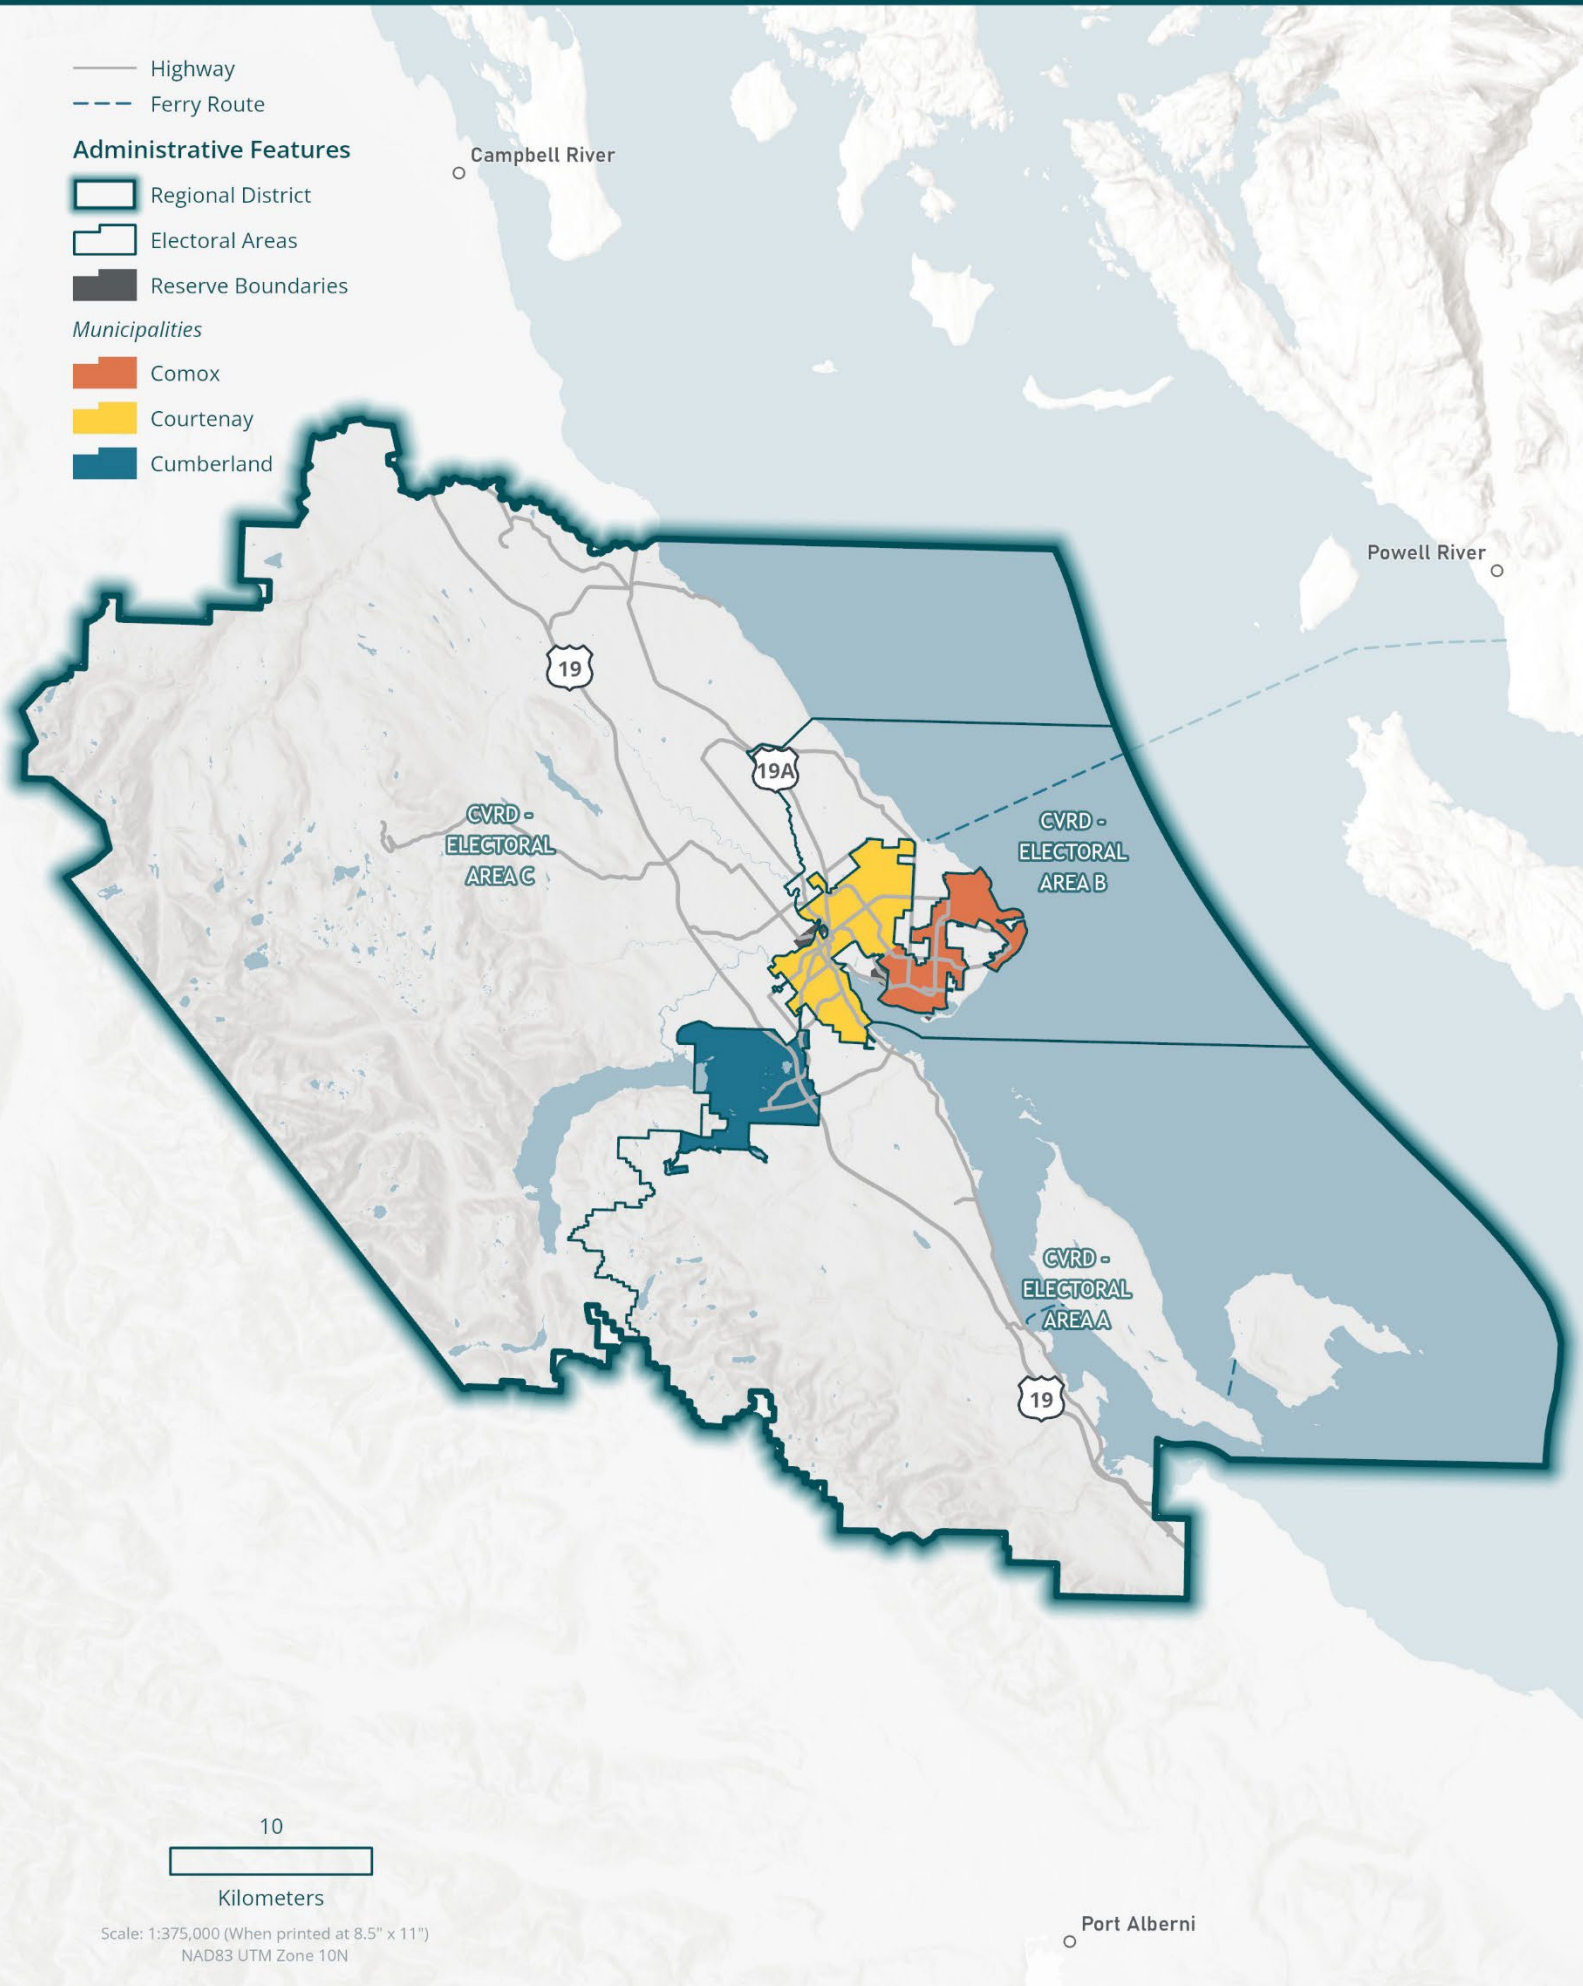 Highway
Ferry Route
Administrative Features
Regional District
Electoral Areas
Reserve Boundaries
Municipalities
Comox
Courtenay
Cumberland
Campbell River
Powell River
19
19A
CVRD -
ELECTORAL
AREA C
CVRD -
ELECTORAL
AREA B
CVRD -
ELECTORAL
AREA A
19
10
Kilometers
Scale: 1:375,000 (When printed at 8.5" x 11")
NAD83 UTM Zone 10N
Port Alberni